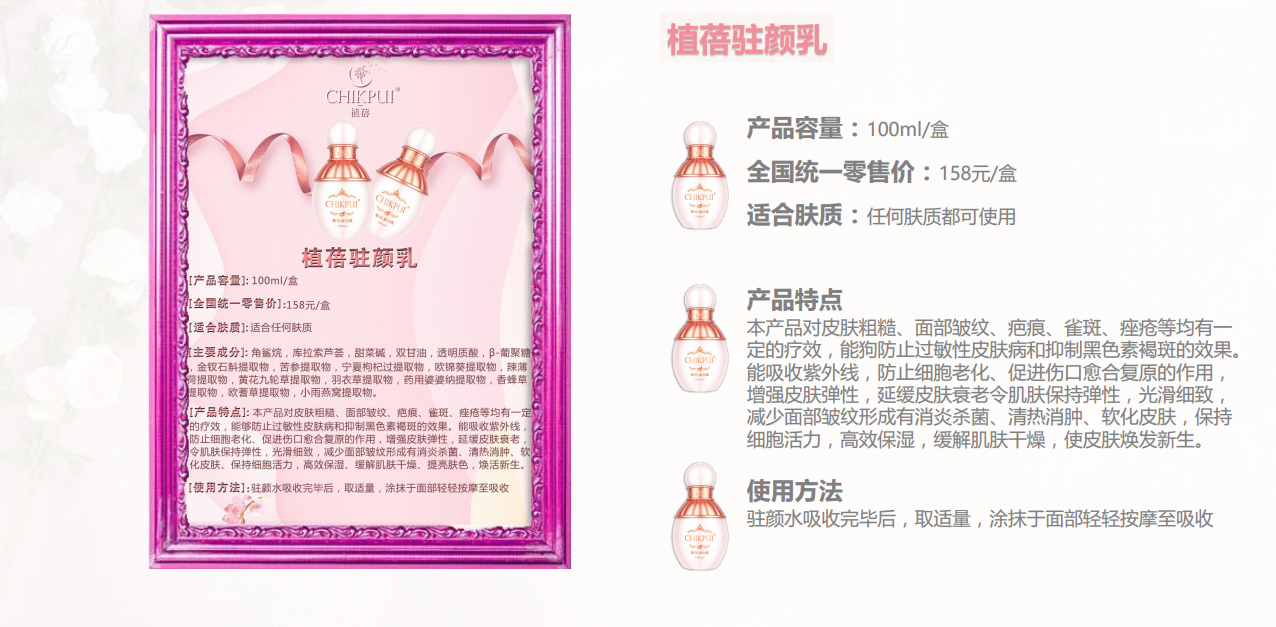 CHIKPUI®
植蓓
CHIKPUI
CHIKPUI
植蓓驻颜乳
[产品容量]: 100ml/盒
[全国统一零售价]:158元/盒
[适合肤质]:适合任何肤质
[主要成分]: 角鲨烷，库拉索芦荟，甜菜碱，双甘油，透明质酸，β-葡聚糖
，金钗石斛提取物，苦参提取物，宁夏枸杞过提取物，欧锦葵提取物，辣薄
荷提取物，黄花九轮草提取物，羽衣草提取物，药用婆婆纳提取物，香蜂草
提取物，欧蓍草提取物，小雨燕窝提取物。
[产品特点]: 本产品对皮肤粗糙、面部皱纹、疤痕、雀斑、痤疮等均有一定
的疗效，能够防止过敏性皮肤病和抑制黑色素褐斑的效果。能吸收紫外线，
防止细胞老化、促进伤口愈合复原的作用，增强皮肤弹性，延缓皮肤衰老，
令肌肤保持弹性，光滑细致，减少面部皱纹形成有消炎杀菌、清热消肿、软
化皮肤、保持细胞活力，高效保湿、缓解肌肤干燥、提亮肤色，焕活新生。
[使用方法]:驻颜水吸收完毕后，取适量，涂抹于面部轻轻按摩至吸收
植蓓驻颜乳
CHIKPUI
产品容量：100ml/盒
全国统一零售价：158元/盒
适合肤质：任何肤质都可使用
CHIKPUI
产品特点
本产品对皮肤粗糙、面部皱纹、疤痕、雀斑、痤疮等均有一
定的疗效，能狗防止过敏性皮肤病和抑制黑色素褐斑的效果。
能吸收紫外线，防止细胞老化、促进伤口愈合复原的作用，
增强皮肤弹性，延缓皮肤衰老令肌肤保持弹性，光滑细致，
减少面部皱纹形成有消炎杀菌、清热消肿、软化皮肤，保持
细胞活力，高效保湿，缓解肌肤干燥，使皮肤焕发新生。
CHIKPUI
使用方法
驻颜水吸收完毕后，取适量，涂抹于面部轻轻按摩至吸收